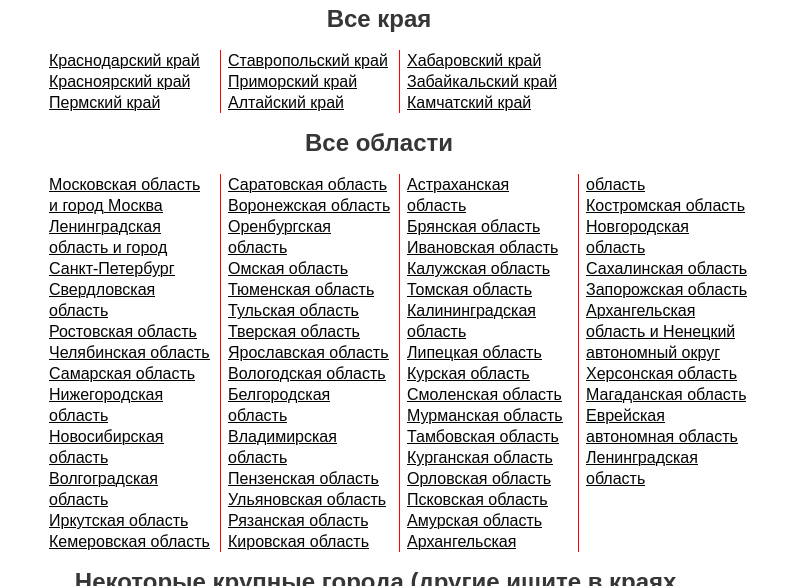 Все края
Краснодарский край
Красноярский край
Пермский край
Ставропольский край
Приморский край
Алтайский край
Хабаровский край
Забайкальский край
Камчатский край
Все области
Московская область
и город Москва
Ленинградская
область и город
Санкт-Петербург
Свердловская
область
Ростовская область
Челябинская область
Самарская область
Нижегородская
область
Новосибирская
область
Волгоградская
область
Иркутская область
Кемеровская область
Саратовская область
Воронежская область
Оренбургская
область
Омская область
Тюменская область
Тульская область
Тверская область
Ярославская область
Вологодская область
Белгородская
область
Владимирская
область
Пензенская область
Ульяновская область
Рязанская область
Кировская область
Астраханская
область
Брянская область
Ивановская область
Калужская область
Томская область
Калининградская
область
Липецкая область
Курская область
Смоленская область
Мурманская область
Тамбовская область
Курганская область
Орловская область
Псковская область
Амурская область
Архангельская
область
Костромская область
Новгородская
область
Сахалинская область
Запорожская область
Архангельская
область и Ненецкий
автономный округ
Херсонская область
Магаданская область
Еврейская
автономная область
Ленинградская
область
Некоторые крупные города (другие ищите в краях